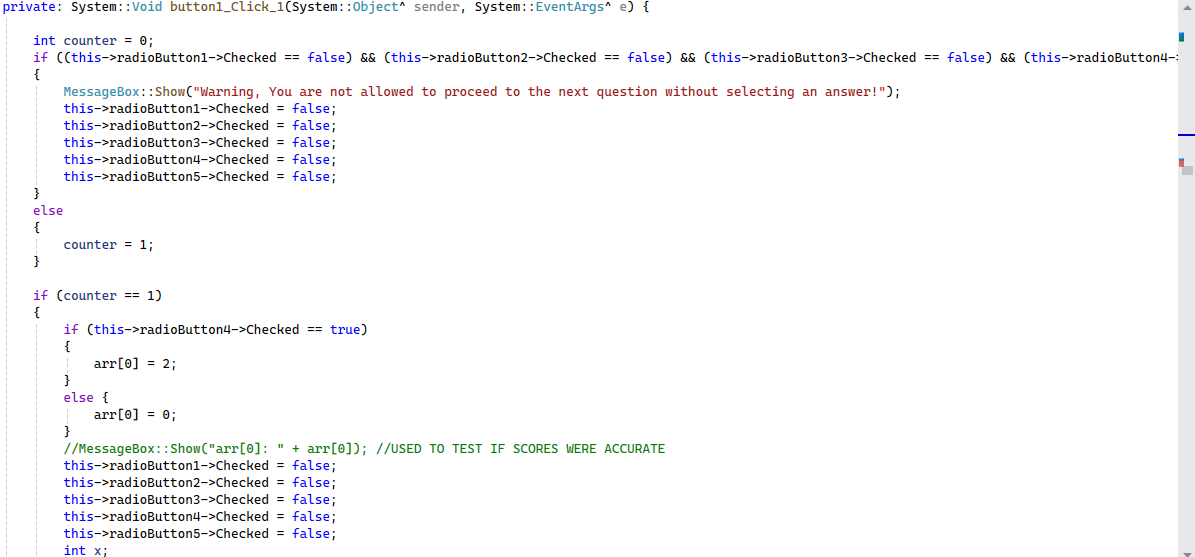 private: System::Void button1_Click_1(System::Object^ sender, System::EventArgs^ e) {
int counter = 0;
if ((this->radioButton1->Checked == false) && (this->radioButton2->Checked == false) && (this->radioButton3->Checked == false) && (this->radioButton4-
{
MessageBox::Show("Warning, You are not allowed to proceed to the next question without selecting an answer!");
this->radioButton1->Checked = false;
this->radioButton2->Checked = false;
this->radioButton3->Checked = false;
this->radioButton4->Checked = false;
this->radioButton5->Checked = false;
}
else
{
counter = 1;
}
if (counter == 1)
{
if (this->radioButton4->Checked == true)
{
arr[0] = 2;
}
else {
arr[0] = 0;
}
//MessageBox::Show("arr[0]: " + arr[0]); //USED TO TEST IF SCORES WERE ACCURATE
this->radioButton1->Checked = false;
this->radioButton2->Checked = false;
this->radioButton3->Checked = false;
this->radioButton4->Checked = false;
this->radioButton5->Checked = false;
int x;